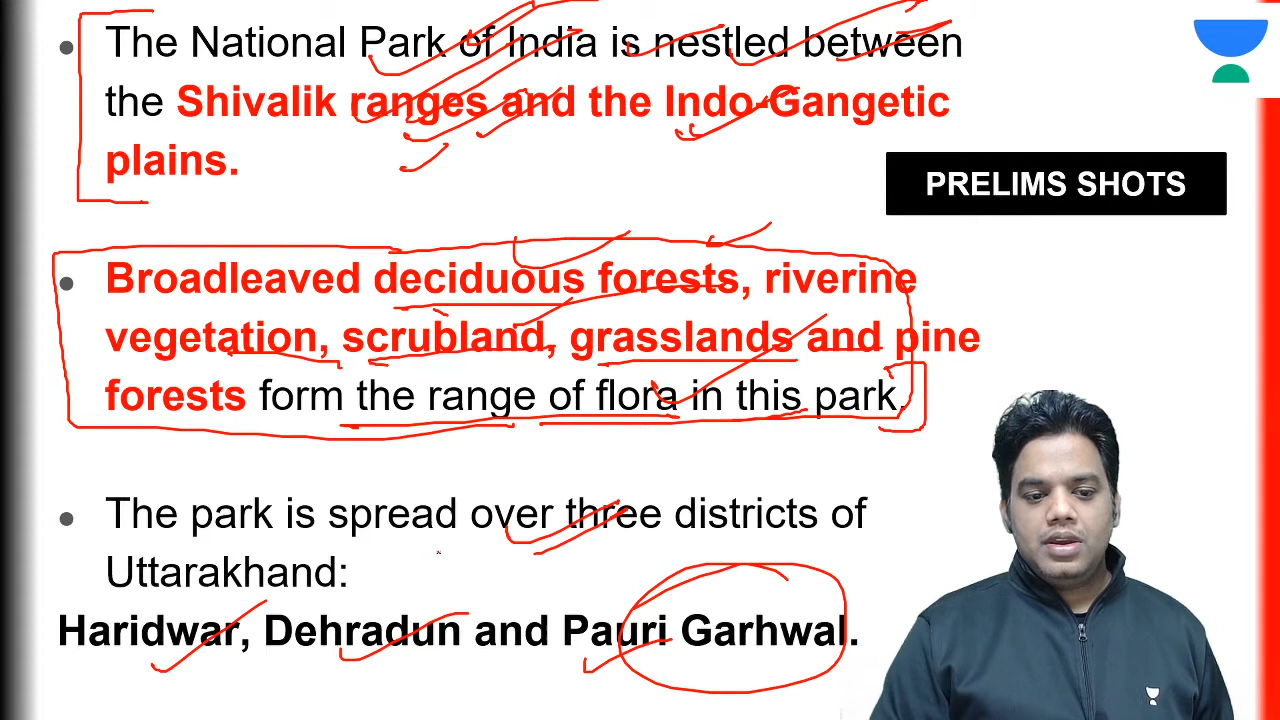 The National Park of India is nestled between
the Shivalik ranges and the Indo-Gangetic
plains.
PRELIMS SHOTS
Broadleaved deciduous forests, riverine
vegetation, scrubland, grasslands and pine
forests form the range of flora in this park.
The park is spread over three districts of
Uttarakhand:
Haridwar, Dehradun and Pauri Garhwal.